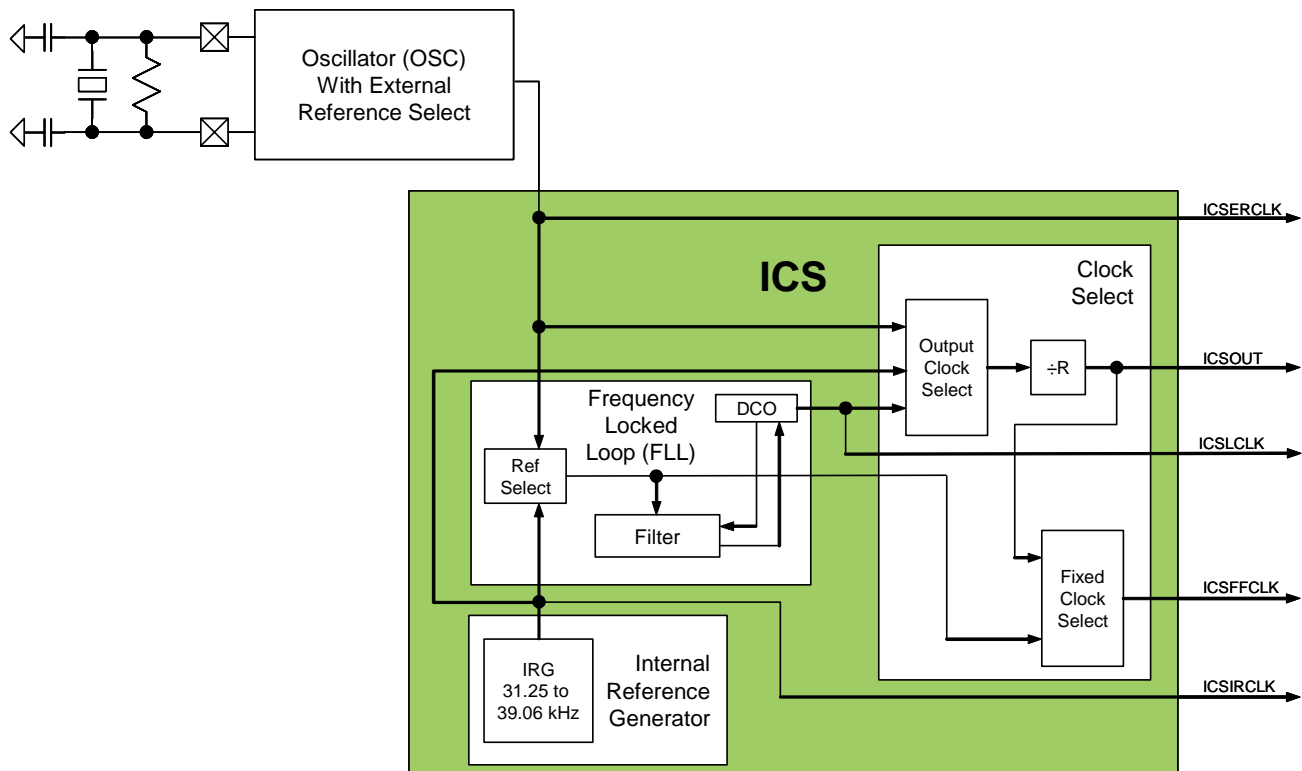 Oscillator (OSC)
With External
Reference Select
ICSERCLK
ICS
Clock
Select
Output
Clock
Select
÷R
ICSOUT
Frequency
Locked
Loop (FLL)
DCO
ICSLCLK
Ref
Select
Filter
Fixed
Clock
Select
ICSFFCLK
IRG
31.25 to
39.06 kHz
Internal
Reference
Generator
ICSIRCLK